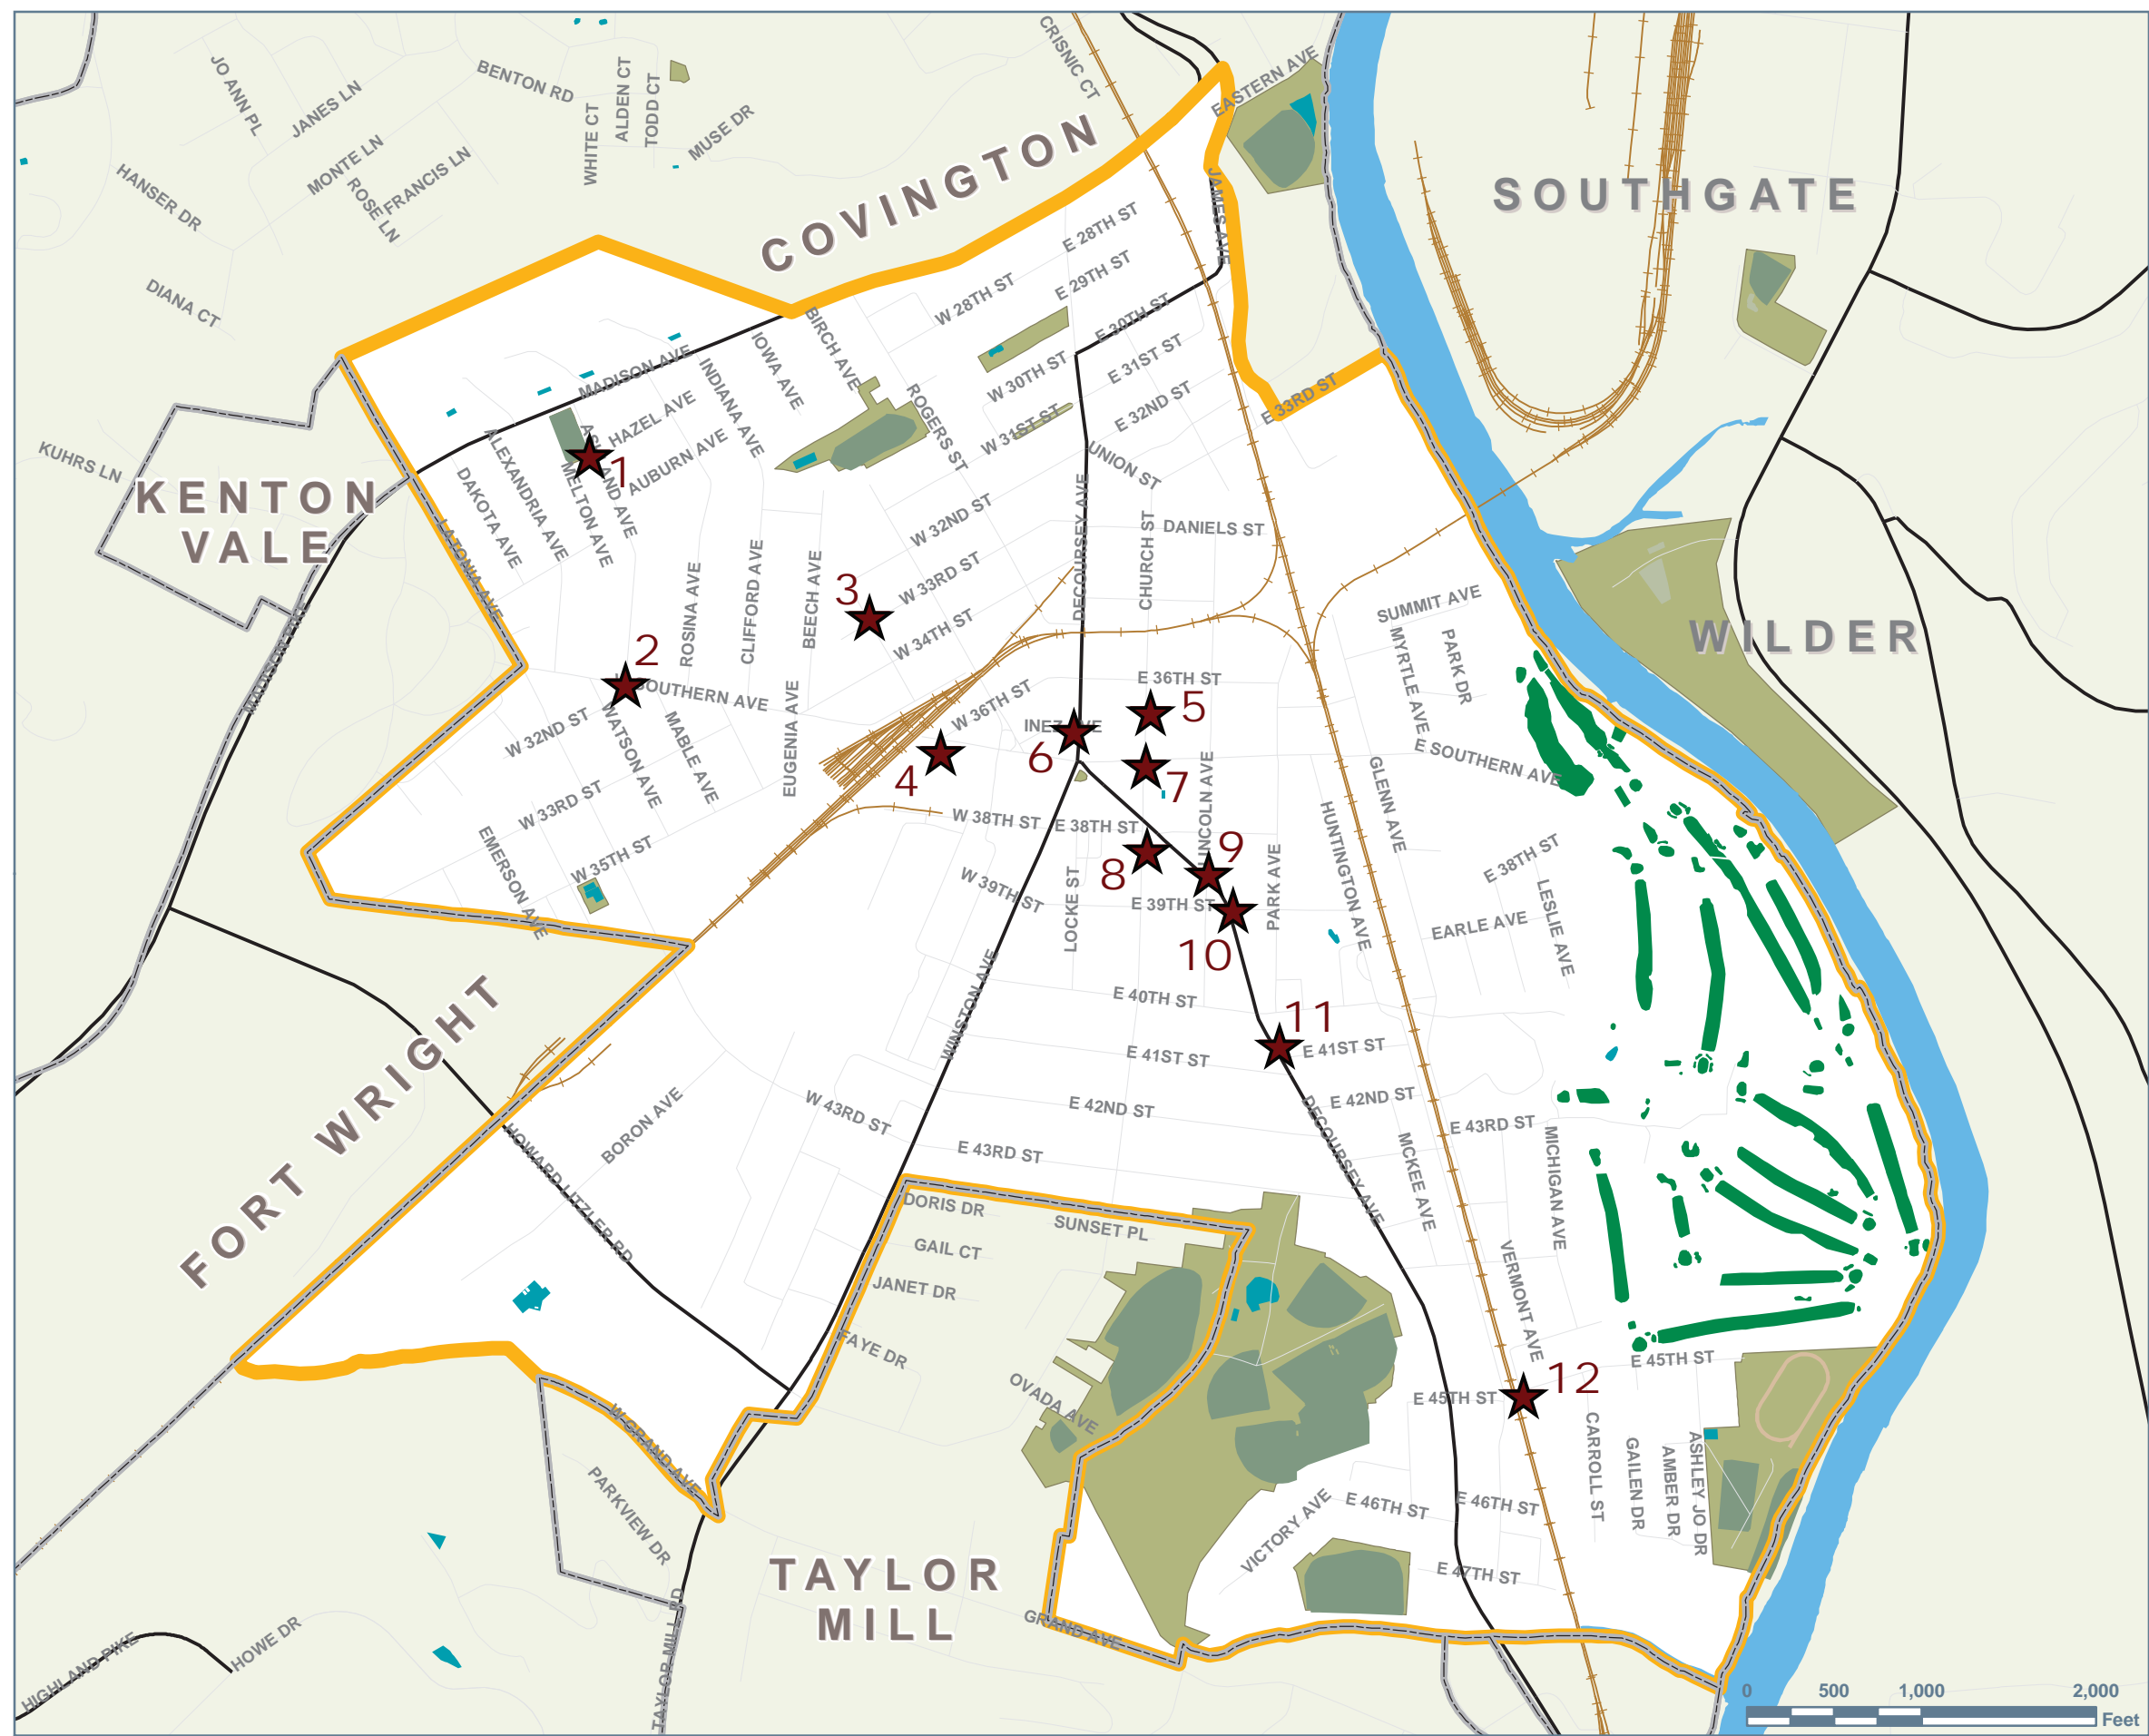 CRISNIC CT
EASTERN AVE
JO ANN PL
JANES LN
BENTON RD
WHITE CT
ALDEN CT
TODD CT
MUSE DR
MONTE LN
ROSE LN
FRANCIS LN
HANSER DR
DIANA CT
COVINGTON
SOUTHGATE
JAMES AVE
E 28TH ST
E 29TH ST
W 28TH ST
E 30TH ST
W 30TH ST
E 31ST ST
W 31ST ST
E 32ND ST
E 33RD ST
UNION ST
MADISON AVE
IOWA AVE
BIRCH AVE
INDIANA AVE
ROGERS ST
HAZEL AVE
AUBURN AVE
1
ALEXANDRIA AVE
DAKOTA AVE
MELTON AVE
LATONIA AVE
KUHRS LN
KENTON
VALE
W 32ND ST
W 33RD ST
W 34TH ST
DECOURSEY AVE
CHURCH ST
DANIELS ST
ROSINA AVE
CLIFFORD AVE
BEECH AVE
3
2
SOUTHERN AVE
SUMMIT AVE
MYRTLE AVE
PARK DR
WILDER
E 36TH ST
W 36TH ST
INEZ AVE
5
6
7
4
W 32ND ST
WATSON AVE
MABLE AVE
EUGENIA AVE
E SOUTHERN AVE
W 33RD ST
W 35TH ST
EMERSON AVE
W 38TH ST
E 38TH ST
LINCOLN AVE
GLENN AVE
HUNTINGTON AVE
PARK AVE
8
9
E 38TH ST
W 39TH ST
LOCKE ST
E 39TH ST
10
EARLE AVE
LESLIE AVE
WINSTON AVE
E 40TH ST
11
E 41ST ST
E 41ST ST
E 42ND ST
E 42ND ST
E 43RD ST
E 43RD ST
W 43RD ST
BORON AVE
HOWARD LITZLER RD
FORT WRIGHT
DECOURSEY AVE
MCKEE AVE
MICHIGAN AVE
VERMONT AVE
DORIS DR
SUNSET PL
GAIL CT
JANET DR
FAYE DR
OVADA AVE
12
E 45TH ST
E 45TH ST
CARROLL ST
GAILEN DR
AMBER DR
ASHLEY JO DR
W GRAND AVE
PARKVIEW DR
E 46TH ST
E 46TH ST
VICTORY AVE
E 47TH ST
TAYLOR
MILL
GRAND AVE
TAYLOR MILL RD
HOWE DR
HIGHLAND PIKE
0 500 1,000 2,000
Feet